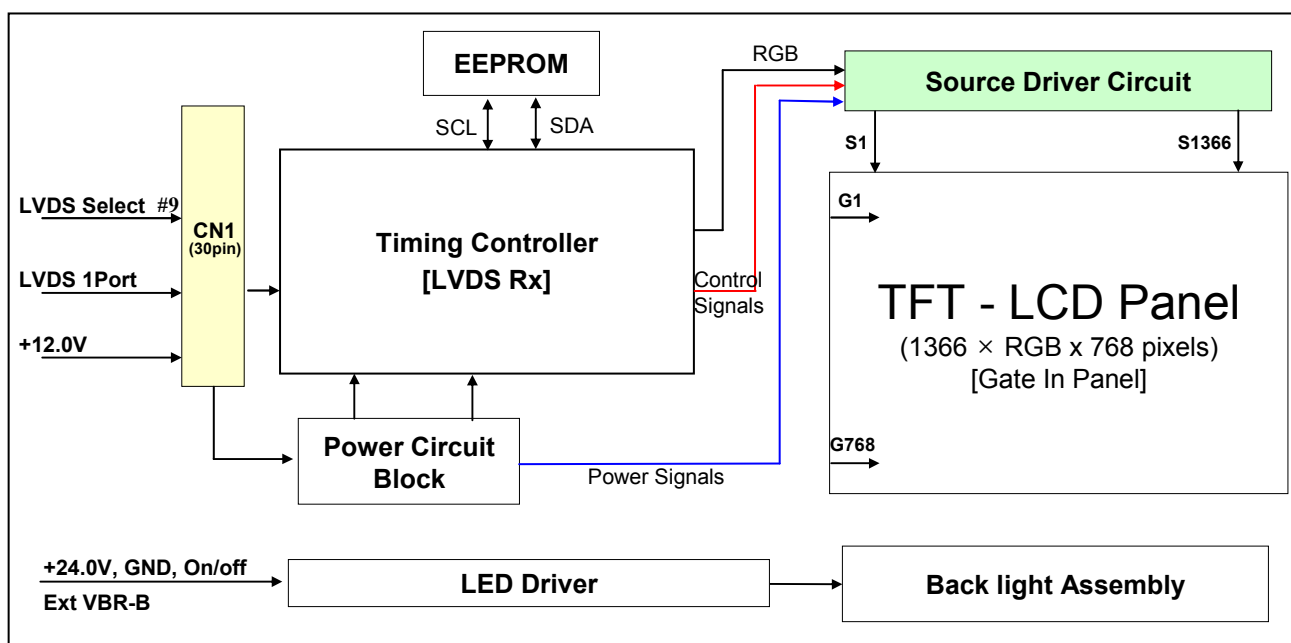 EEPROM
RGB
Source Driver Circuit
SCL
SDA
S1
S1366
LVDS Select #9
CN1
(30pin)
G1
Timing Controller
[LVDS Rx]
LVDS 1Port
Control
Signals
TFT - LCD Panel
(1366 × RGB x 768 pixels)
[Gate In Panel]
+12.0V
Power Circuit
Block
G768
Power Signals
+24.0V, GND, On/off
Ext VBR-B
LED Driver
Back light Assembly